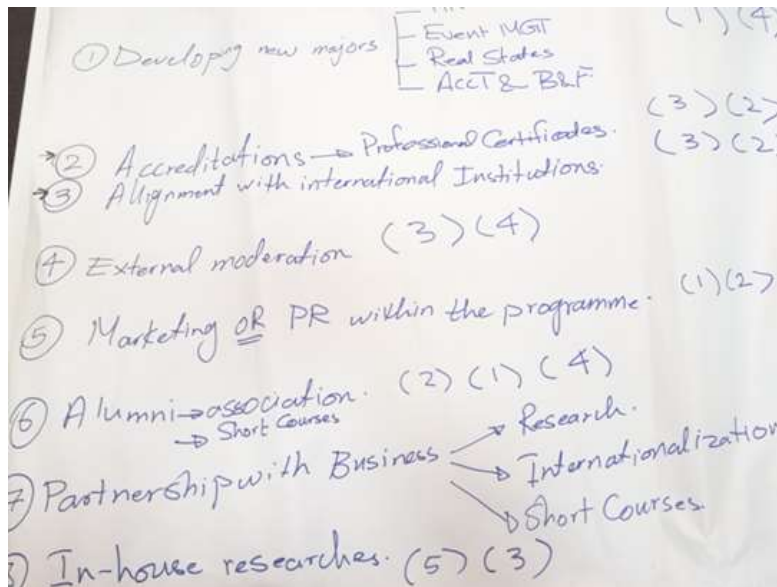 (1) (4)
① Developing new majors
Event MGT
Real States
ACCT & B&F
② Accreditations → Professional Certificates. (3) (2)
③ Allignment with international Institutions. (3) (2
④ External moderation (3) (4)
⑤ Marketing OR PR within the programme. (1) (2)
⑥ Alumni → association. (2) (1) (4)
→ Short Courses
7 Partnership with Business
→ Research.
→ Internationalization
→ Short Courses.
) In-house researches. (5) (3)